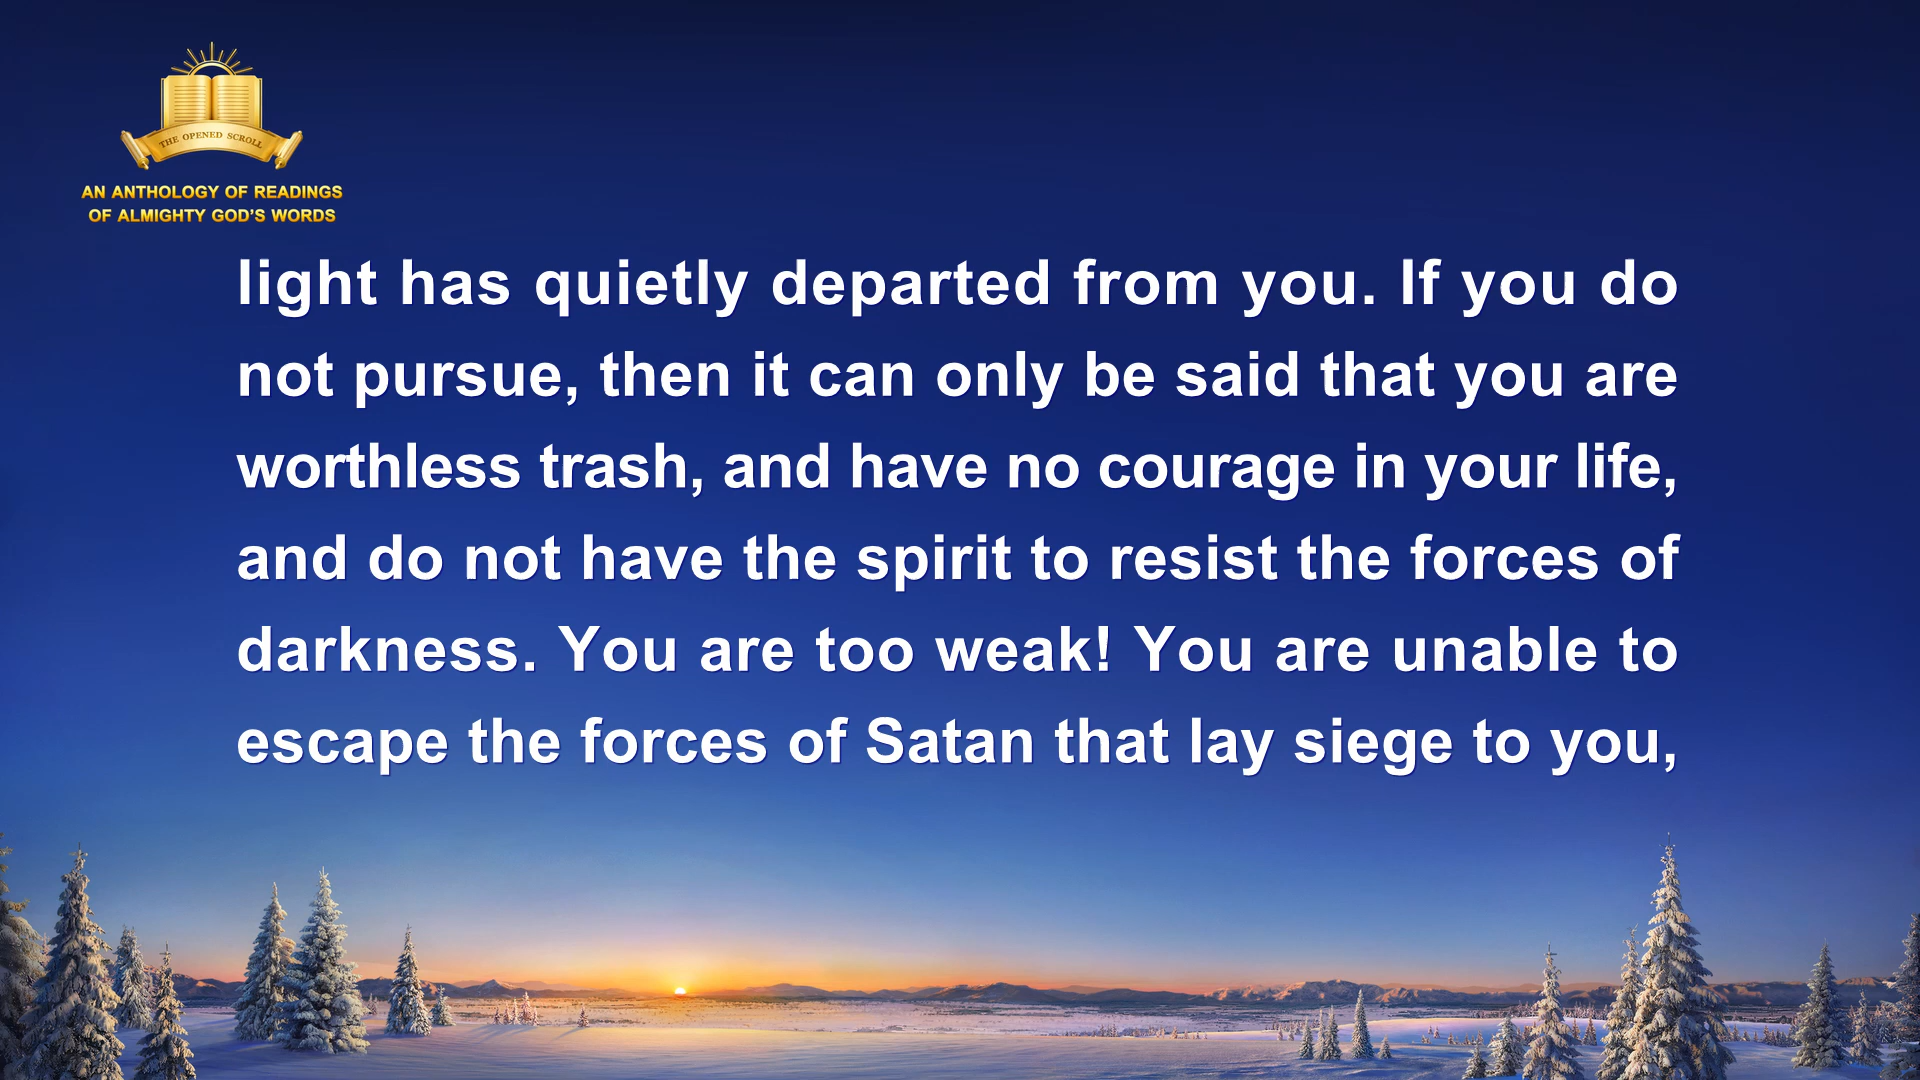 THE OPENED SCROLL
AN ANTHOLOGY OF READINGS
OF ALMIGHTY GOD'S WORDS
light has quietly departed from you. If you do
not pursue, then it can only be said that you are
worthless trash, and have no courage in your life,
and do not have the spirit to resist the forces of
darkness. You are too weak! You are unable to
escape the forces of Satan that lay siege to you,